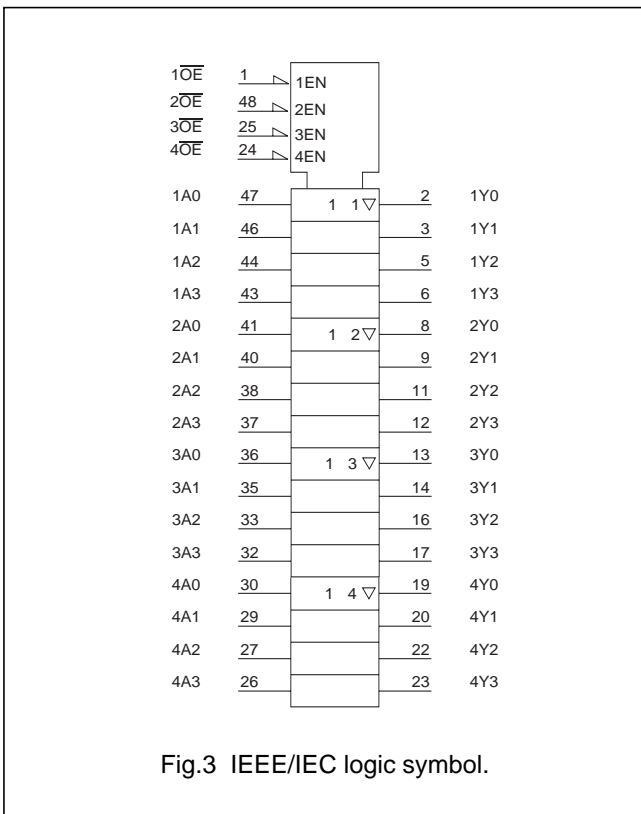 1O̅E̅ 1 1EN
2O̅E̅ 48 2EN
3O̅E̅ 25 3EN
4O̅E̅ 24 4EN
1A0 47 1 1▽ 2 1Y0
1A1 46 3 1Y1
1A2 44 5 1Y2
1A3 43 6 1Y3
2A0 41 1 2▽ 8 2Y0
2A1 40 9 2Y1
2A2 38 11 2Y2
2A3 37 12 2Y3
3A0 36 1 3▽ 13 3Y0
3A1 35 14 3Y1
3A2 33 16 3Y2
3A3 32 17 3Y3
4A0 30 1 4▽ 19 4Y0
4A1 29 20 4Y1
4A2 27 22 4Y2
4A3 26 23 4Y3
Fig.3 IEEE/IEC logic symbol.